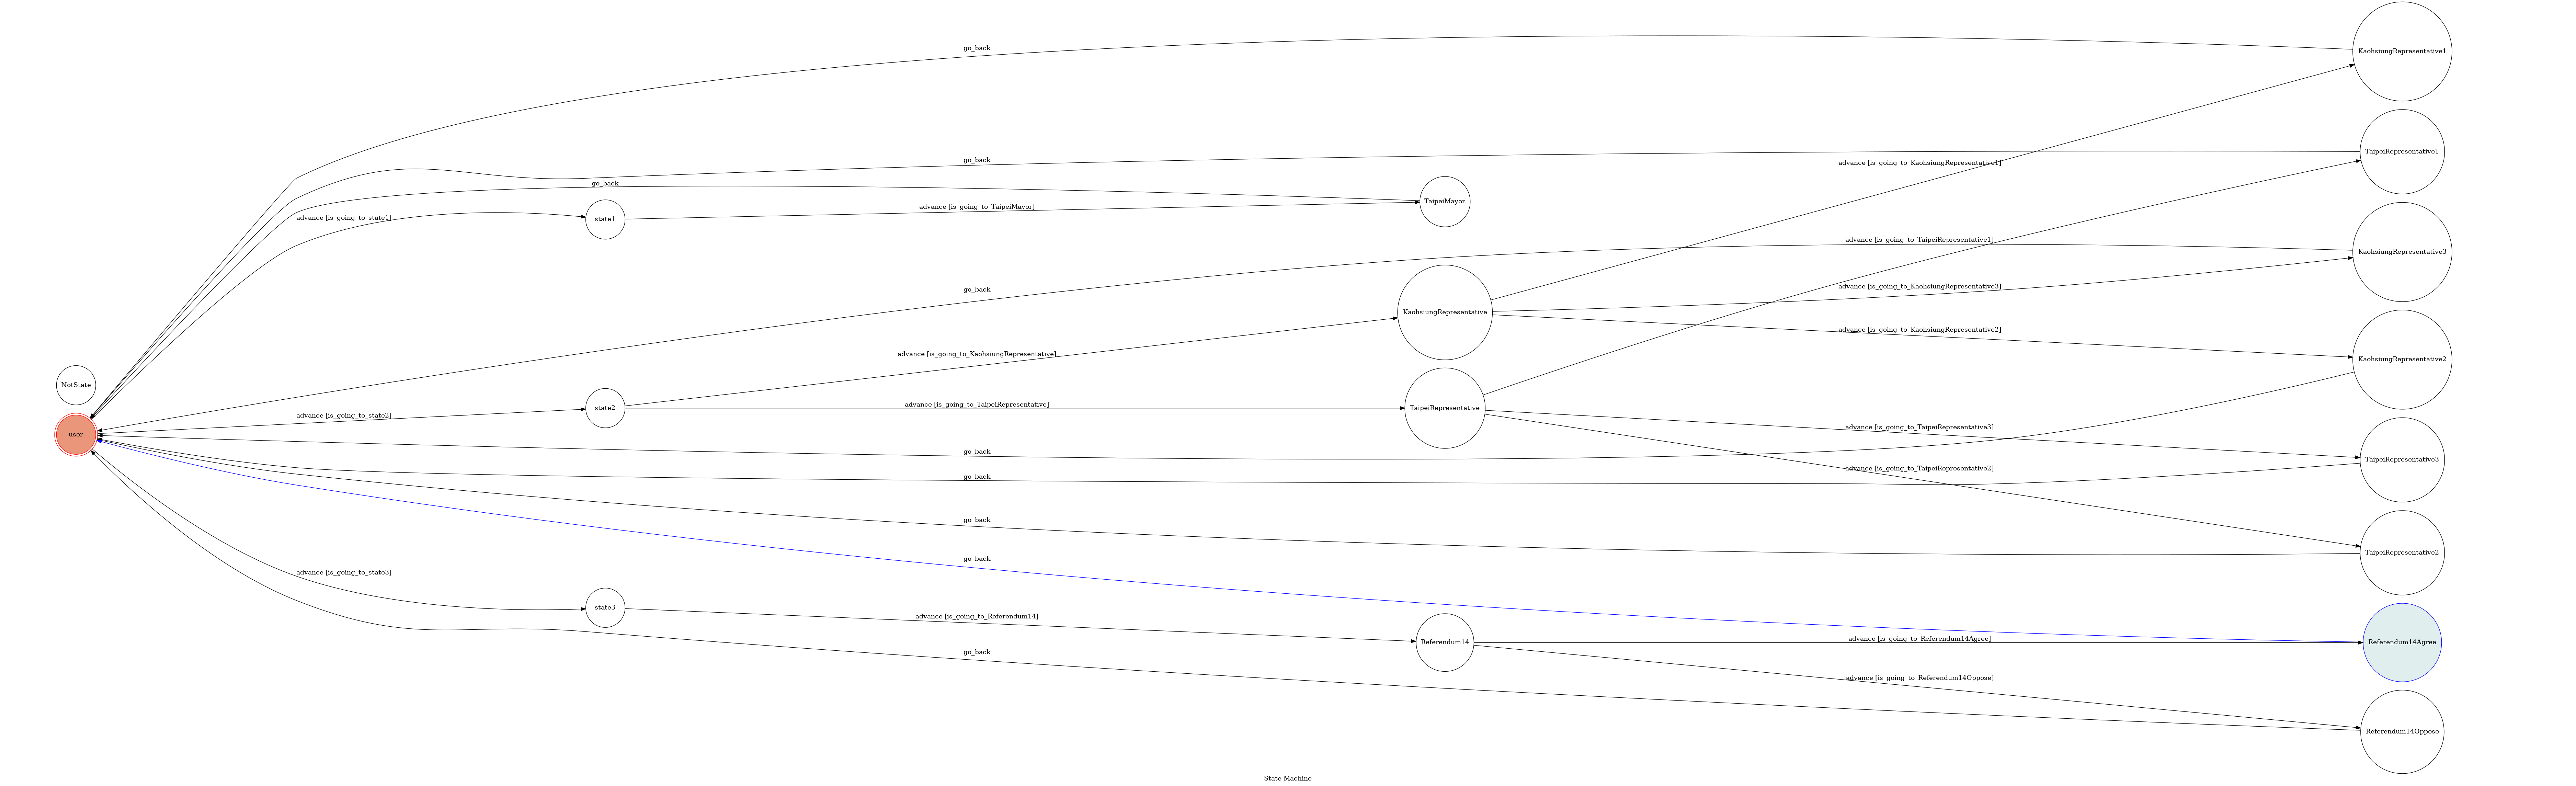 KaohsiungRepresentative1
go_back
TaipeiRepresentative1
go_back
advance [is_going_to_KaohsiungRepresentative1]
go_back
TaipeiMayor
advance [is_going_to_TaipeiMayor]
advance [is_going_to_state1]
state1
advance [is_going_to_TaipeiRepresentative1]
KaohsiungRepresentative3
go_back
advance [is_going_to_KaohsiungRepresentative3]
KaohsiungRepresentative
advance [is_going_to_KaohsiungRepresentative2]
advance [is_going_to_KaohsiungRepresentative]
KaohsiungRepresentative2
NotState
advance [is_going_to_TaipeiRepresentative]
state2
TaipeiRepresentative
advance [is_going_to_state2]
advance [is_going_to_TaipeiRepresentative3]
user
go_back
TaipeiRepresentative3
advance [is_going_to_TaipeiRepresentative2]
go_back
go_back
TaipeiRepresentative2
go_back
advance [is_going_to_state3]
state3
advance [is_going_to_Referendum14]
advance [is_going_to_Referendum14Agree]
Referendum14
Referendum14Agree
go_back
advance [is_going_to_Referendum14Oppose]
Referendum14Oppose
State Machine